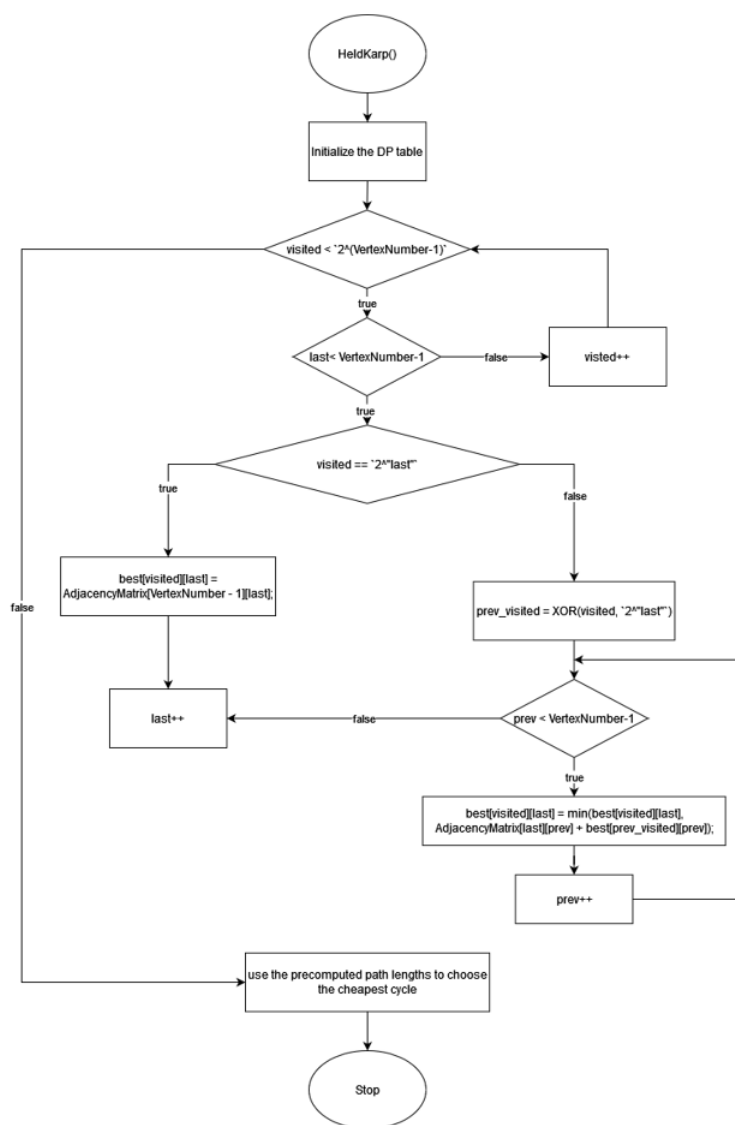 HeldKarp()
Initialize the DP table
visited < `2^(VertexNumber-1)`
true
last< VertexNumber-1
false
visted++
true
visited == `2^"last"`
true
false
best[visited][last] =
AdjacencyMatrix[VertexNumber - 1][last];
prev_visited = XOR(visited, `2^"last"`)
false
last++
false
prev < VertexNumber-1
true
best[visited][last] = min(best[visited][last],
AdjacencyMatrix[last][prev] + best[prev_visited][prev]);
prev++
use the precomputed path lengths to choose
the cheapest cycle
Stop